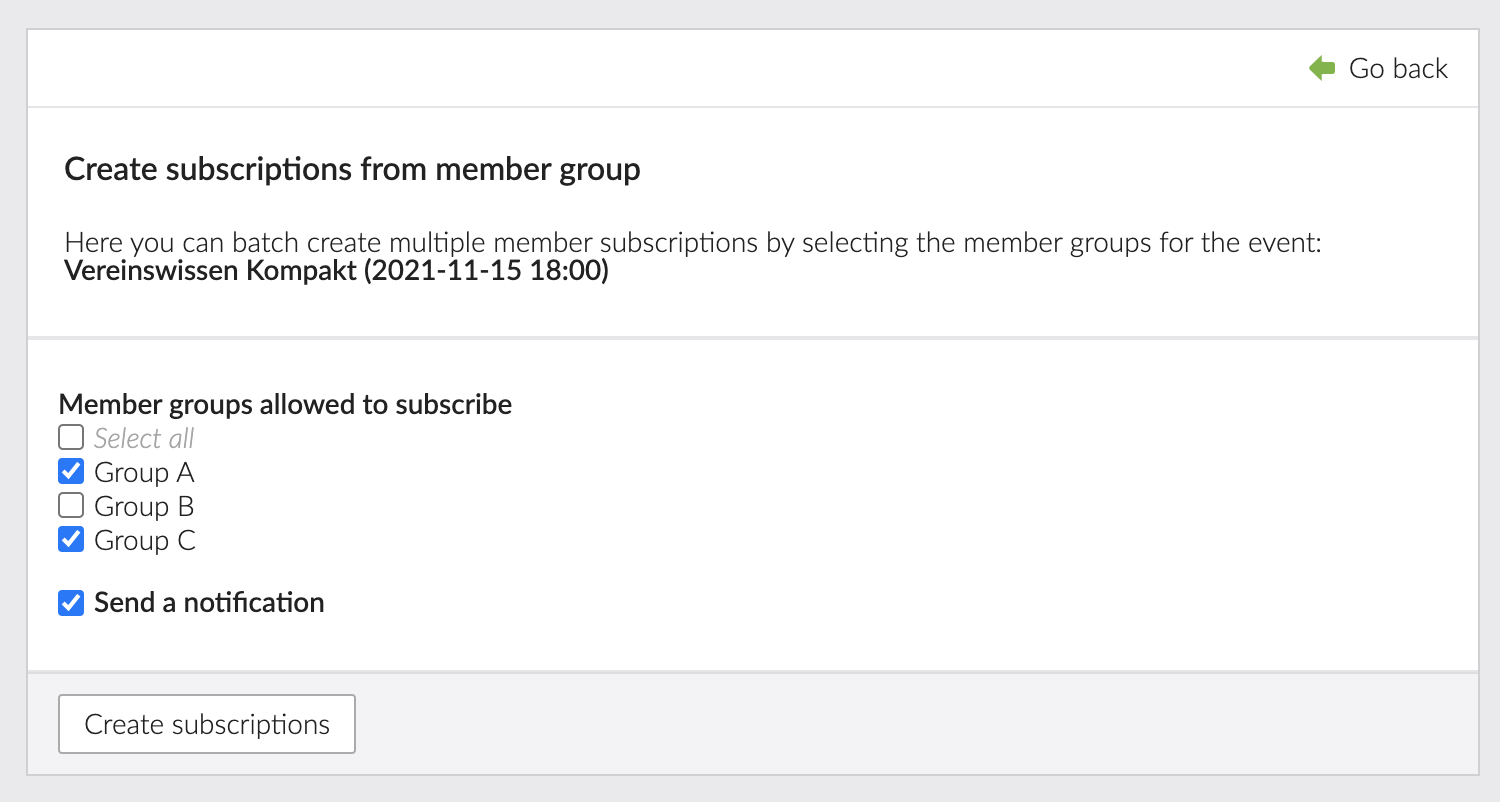 Go back
Create subscriptions from member group
Here you can batch create multiple member subscriptions by selecting the member groups for the event:
Vereinswissen Kompakt (2021-11-15 18:00)
Member groups allowed to subscribe
Select all
Group A
Group B
Group C
Send a notification
Create subscriptions